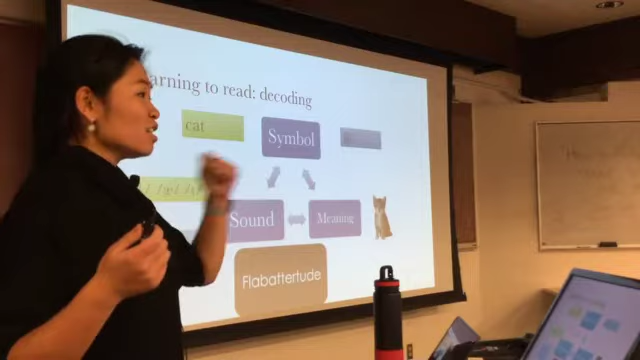 arning to read: decoding
cat
Symbol
Sound
Meaning
Flabattertude